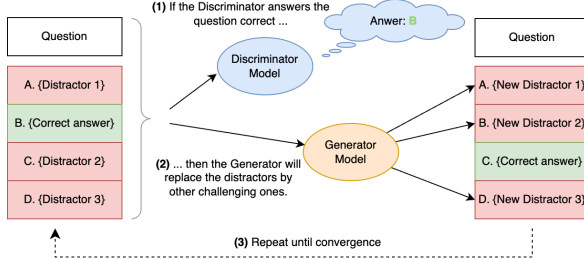 (1) If the Discriminator answers the
question correct ...
Anwer: B
Question
A. {Distractor 1}
B. {Correct answer}
C. {Distractor 2}
D. {Distractor 3}
Discriminator
Model
(2) ... then the Generator will
replace the distractors by
other challenging ones.
Generator
Model
Question
A. {New Distractor 1}
B. {New Distractor 2}
C. {Correct answer}
D. {New Distractor 3}
(3) Repeat until convergence